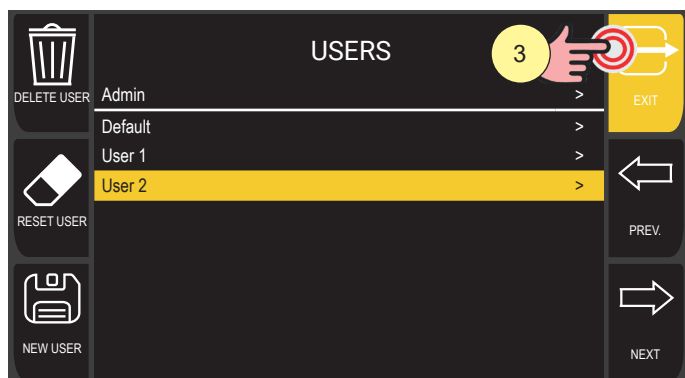 USERS
3
DELETE USER
Admin >
EXIT
Default >
User 1 >
User 2 >
RESET USER
PREV.
NEW USER
NEXT